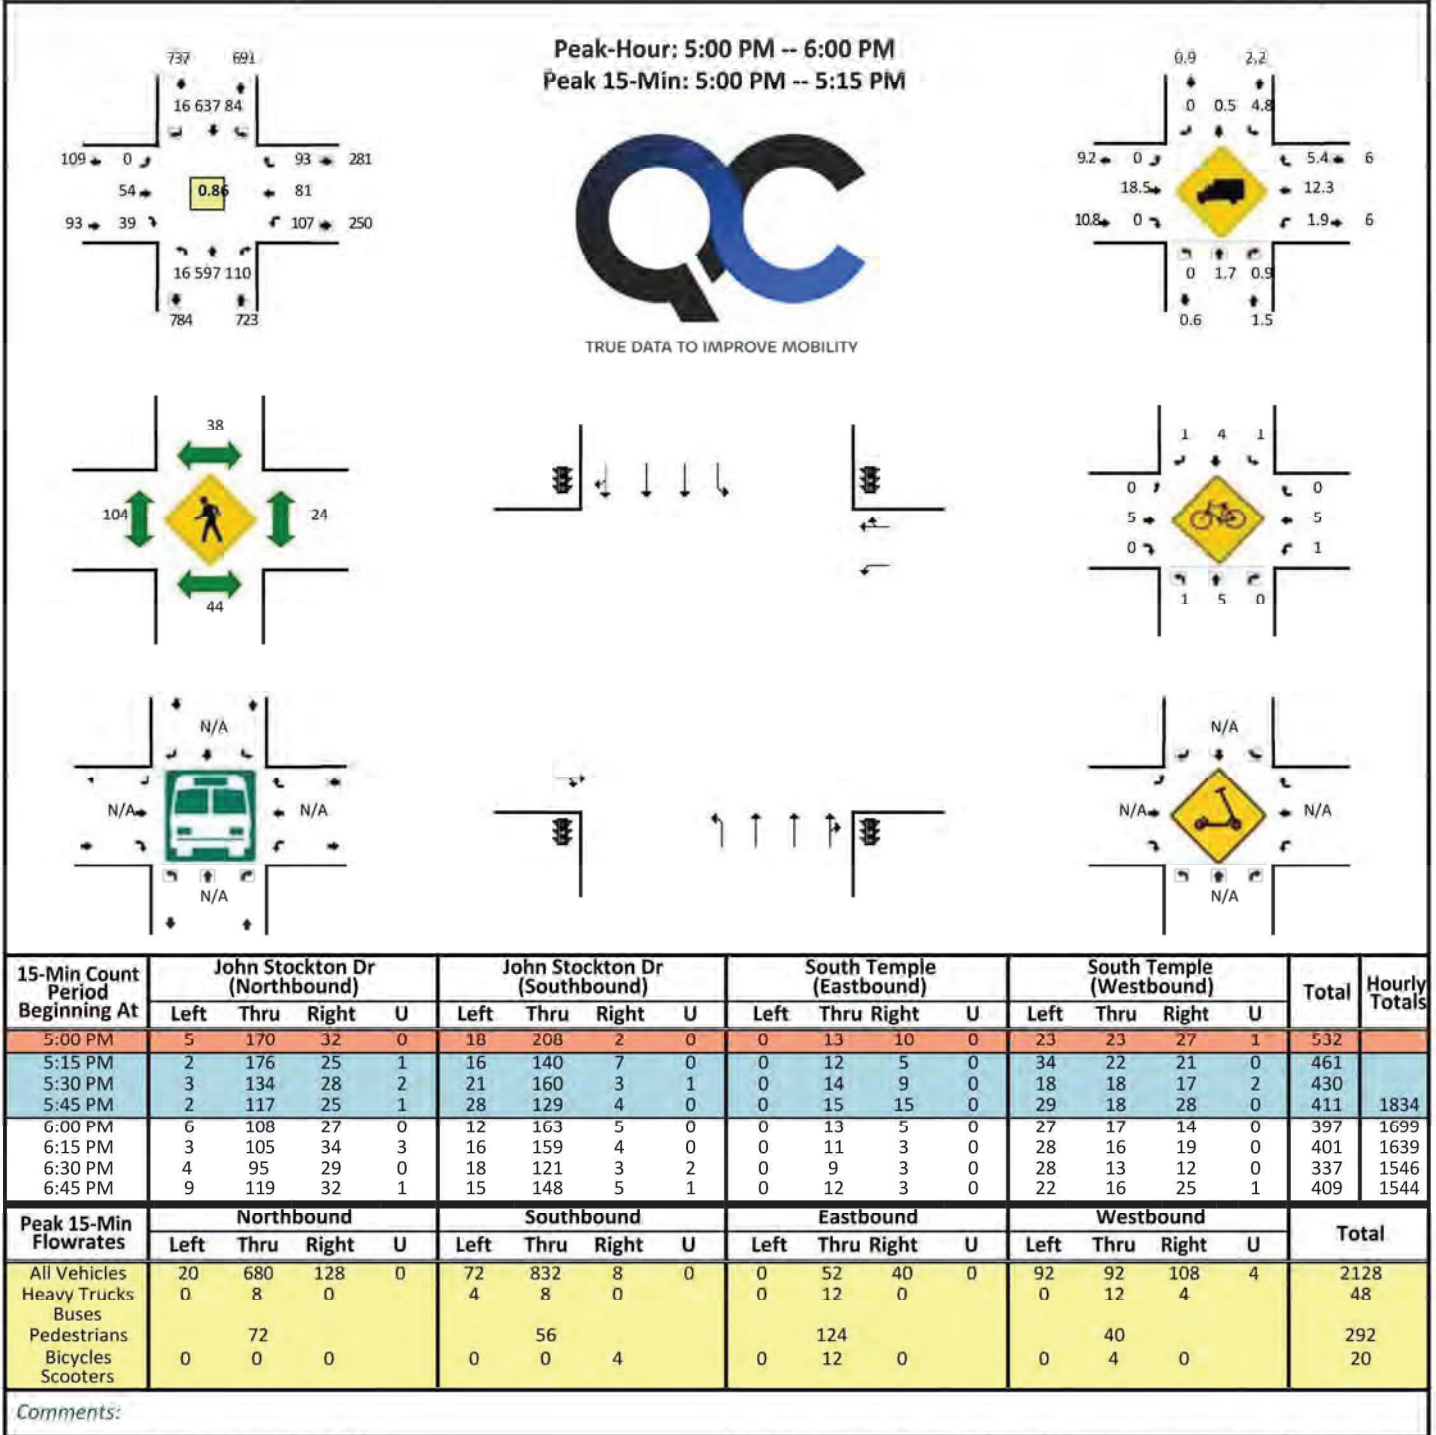 Peak-Hour: 5:00 PM -- 6:00 PM
Peak 15-Min: 5:00 PM -- 5:15 PM
737 691
16 637 84
109 0 93 281
54 0.86 81
93 39 107 250
16 597 110
784 723
QC
TRUE DATA TO IMPROVE MOBILITY
0.9 2.2
0 0.5 4.8
9.2 0 5.4 6
18.5 12.3
10.8 0 1.9 6
0 1.7 0.9
0.6 1.5
38
104 24
44
1 4 1
0 0
5 5
0 1
1 5 0
N/A
N/A N/A
N/A
N/A
N/A N/A
N/A
15-Min Count Period Beginning At John Stockton Dr (Northbound) John Stockton Dr (Southbound) South Temple (Eastbound) South Temple (Westbound) Total Hourly Totals
Left Thru Right U Left Thru Right U Left Thru Right U Left Thru Right U
5:00 PM 5 170 32 0 18 208 2 0 0 13 10 0 23 23 27 1 532
5:15 PM 2 176 25 1 16 140 7 0 0 12 5 0 34 22 21 0 461
5:30 PM 3 134 28 2 21 160 3 1 0 14 9 0 18 18 17 2 430
5:45 PM 2 117 25 1 28 129 4 0 0 15 15 0 29 18 28 0 411 1834
6:00 PM 6 108 27 0 12 163 5 0 0 13 5 0 27 17 14 0 397 1699
6:15 PM 3 105 34 3 16 159 4 0 0 11 3 0 28 16 19 0 401 1639
6:30 PM 4 95 29 0 18 121 3 2 0 9 3 0 28 13 12 0 337 1546
6:45 PM 9 119 32 1 15 148 5 1 0 12 3 0 22 16 25 1 409 1544
Peak 15-Min Flowrates Northbound Southbound Eastbound Westbound Total
Left Thru Right U Left Thru Right U Left Thru Right U Left Thru Right U
All Vehicles 20 680 128 0 72 832 8 0 0 52 40 0 92 92 108 4 2128
Heavy Trucks 0 8 0 4 8 0 0 12 0 0 12 4 48
Buses
Pedestrians 72 56 124 40 292
Bicycles 0 0 0 0 0 4 0 12 0 0 4 0 20
Scooters
Comments: